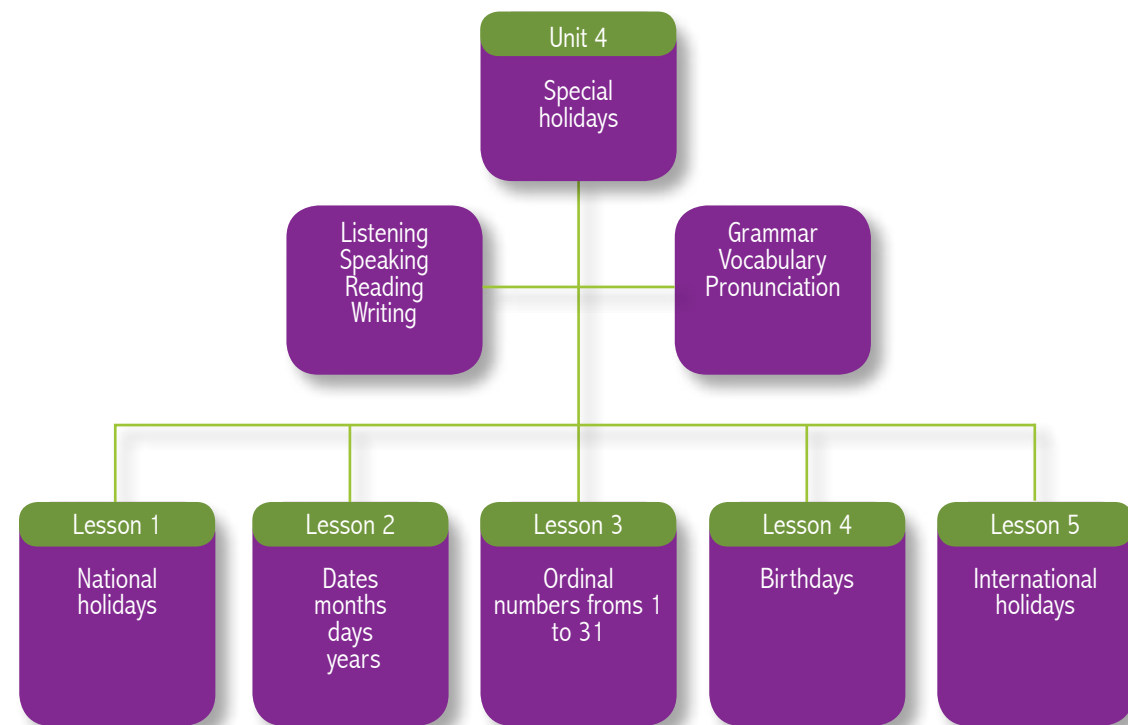 Unit 4
Special
holidays
Listening
Speaking
Reading
Writing
Grammar
Vocabulary
Pronunciation
Lesson 1
National
holidays
Lesson 2
Dates
months
days
years
Lesson 3
Ordinal
numbers froms 1
to 31
Lesson 4
Birthdays
Lesson 5
International
holidays